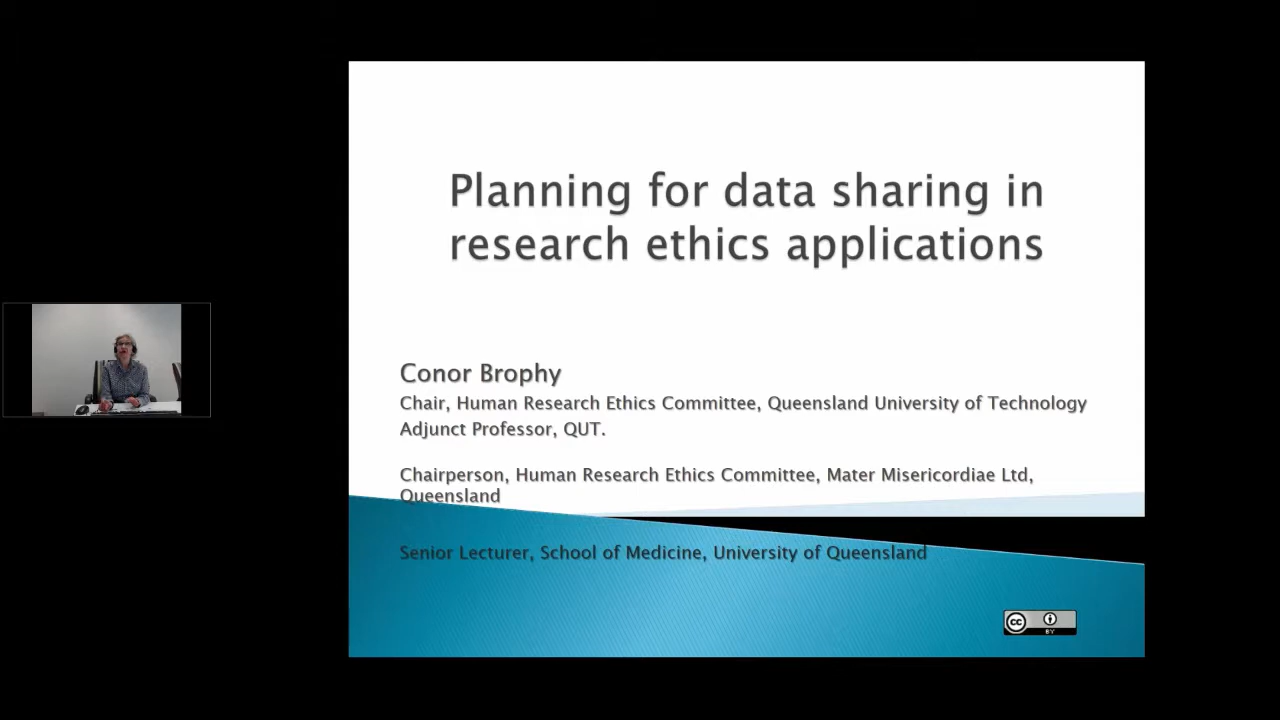 Planning for data sharing in
research ethics applications
Conor Brophy
Chair, Human Research Ethics Committee, Queensland University of Technology
Adjunct Professor, QUT.
Chairperson, Human Research Ethics Committee, Mater Misericordiae Ltd,
Queensland
Senior Lecturer, School of Medicine, University of Queensland
cc
BY